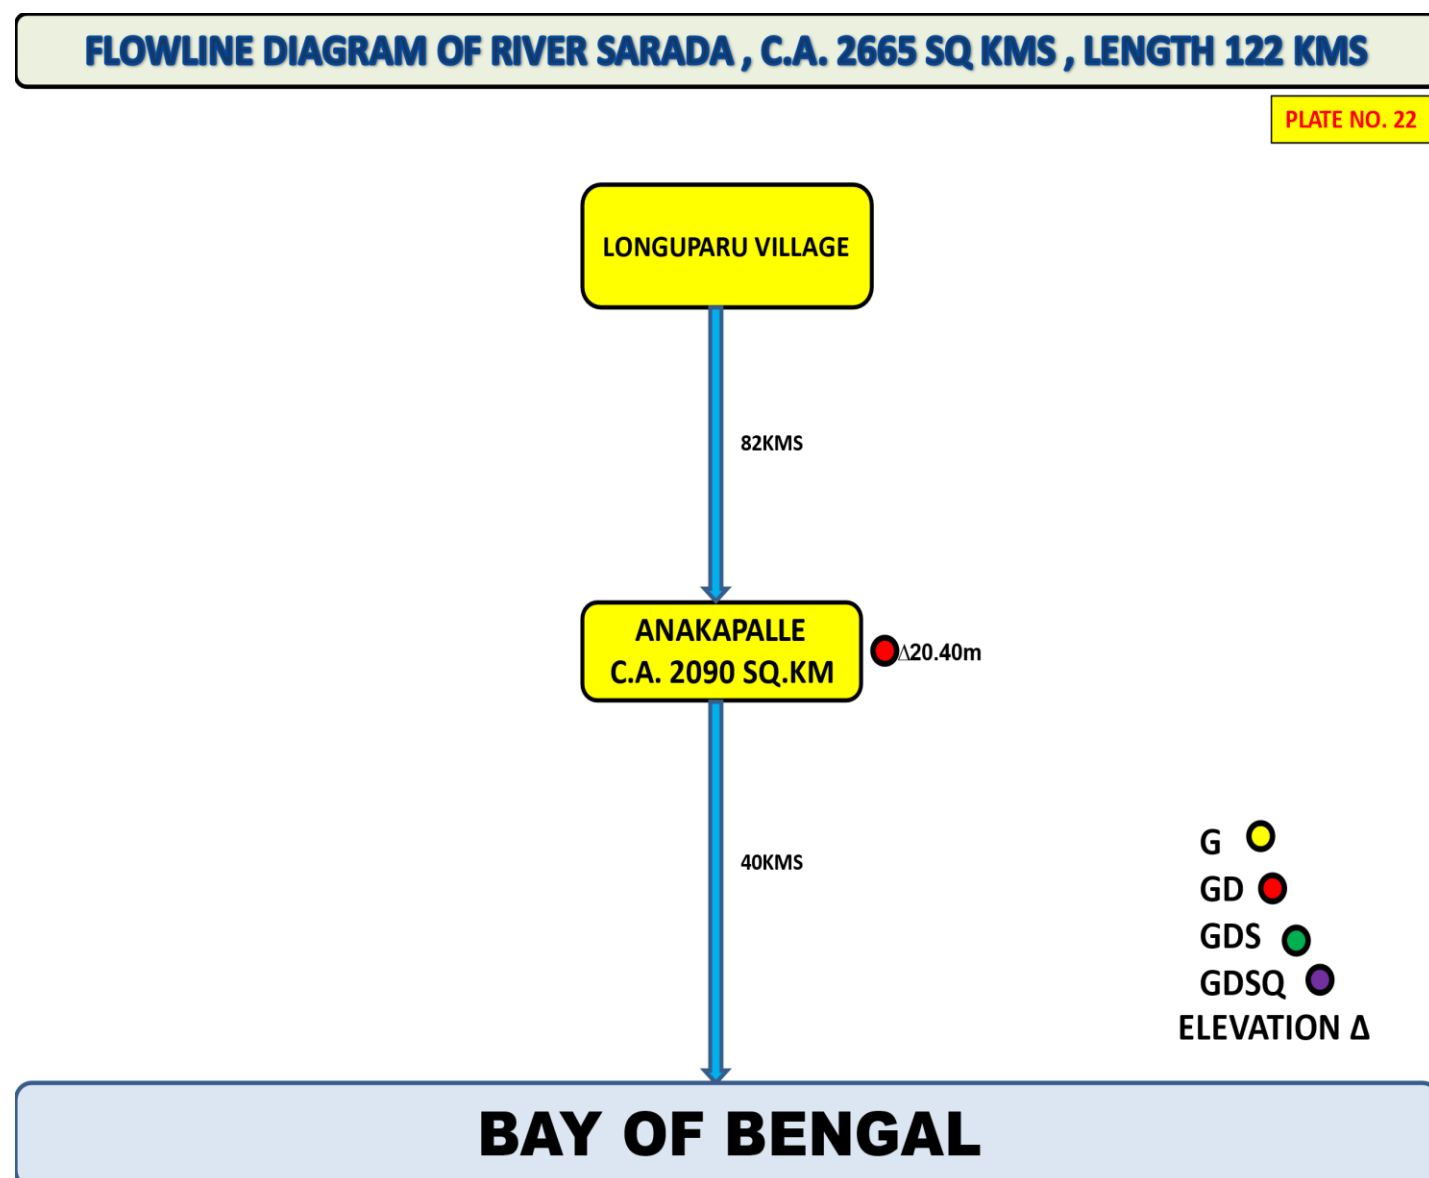 FLOWLINE DIAGRAM OF RIVER SARADA , C.A. 2665 SQ KMS , LENGTH 122 KMS
PLATE NO. 22
LONGUPARU VILLAGE
82KMS
ANAKAPALLE
C.A. 2090 SQ.KM
∆20.40m
40KMS
G
GD
GDS
GDSQ
ELEVATION Δ
BAY OF BENGAL